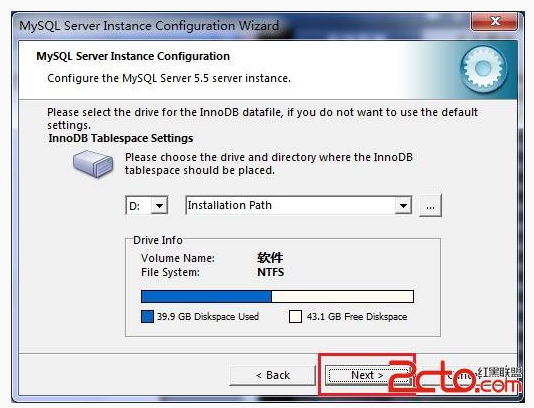 MySQL Server Instance Configuration Wizard
MySQL Server Instance Configuration
Configure the MySQL Server 5.5 server instance.
Please select the drive for the InnoDB datafile, if you do not want to use the default
settings.
InnoDB Tablespace Settings
Please choose the drive and directory where the InnoDB
tablespace should be placed.
D: Installation Path ...
Drive Info
Volume Name: 软件
File System: NTFS
39.9 GB Diskspace Used 43.1 GB Free Diskspace
< Back Next >
2cto.com 红黑联盟